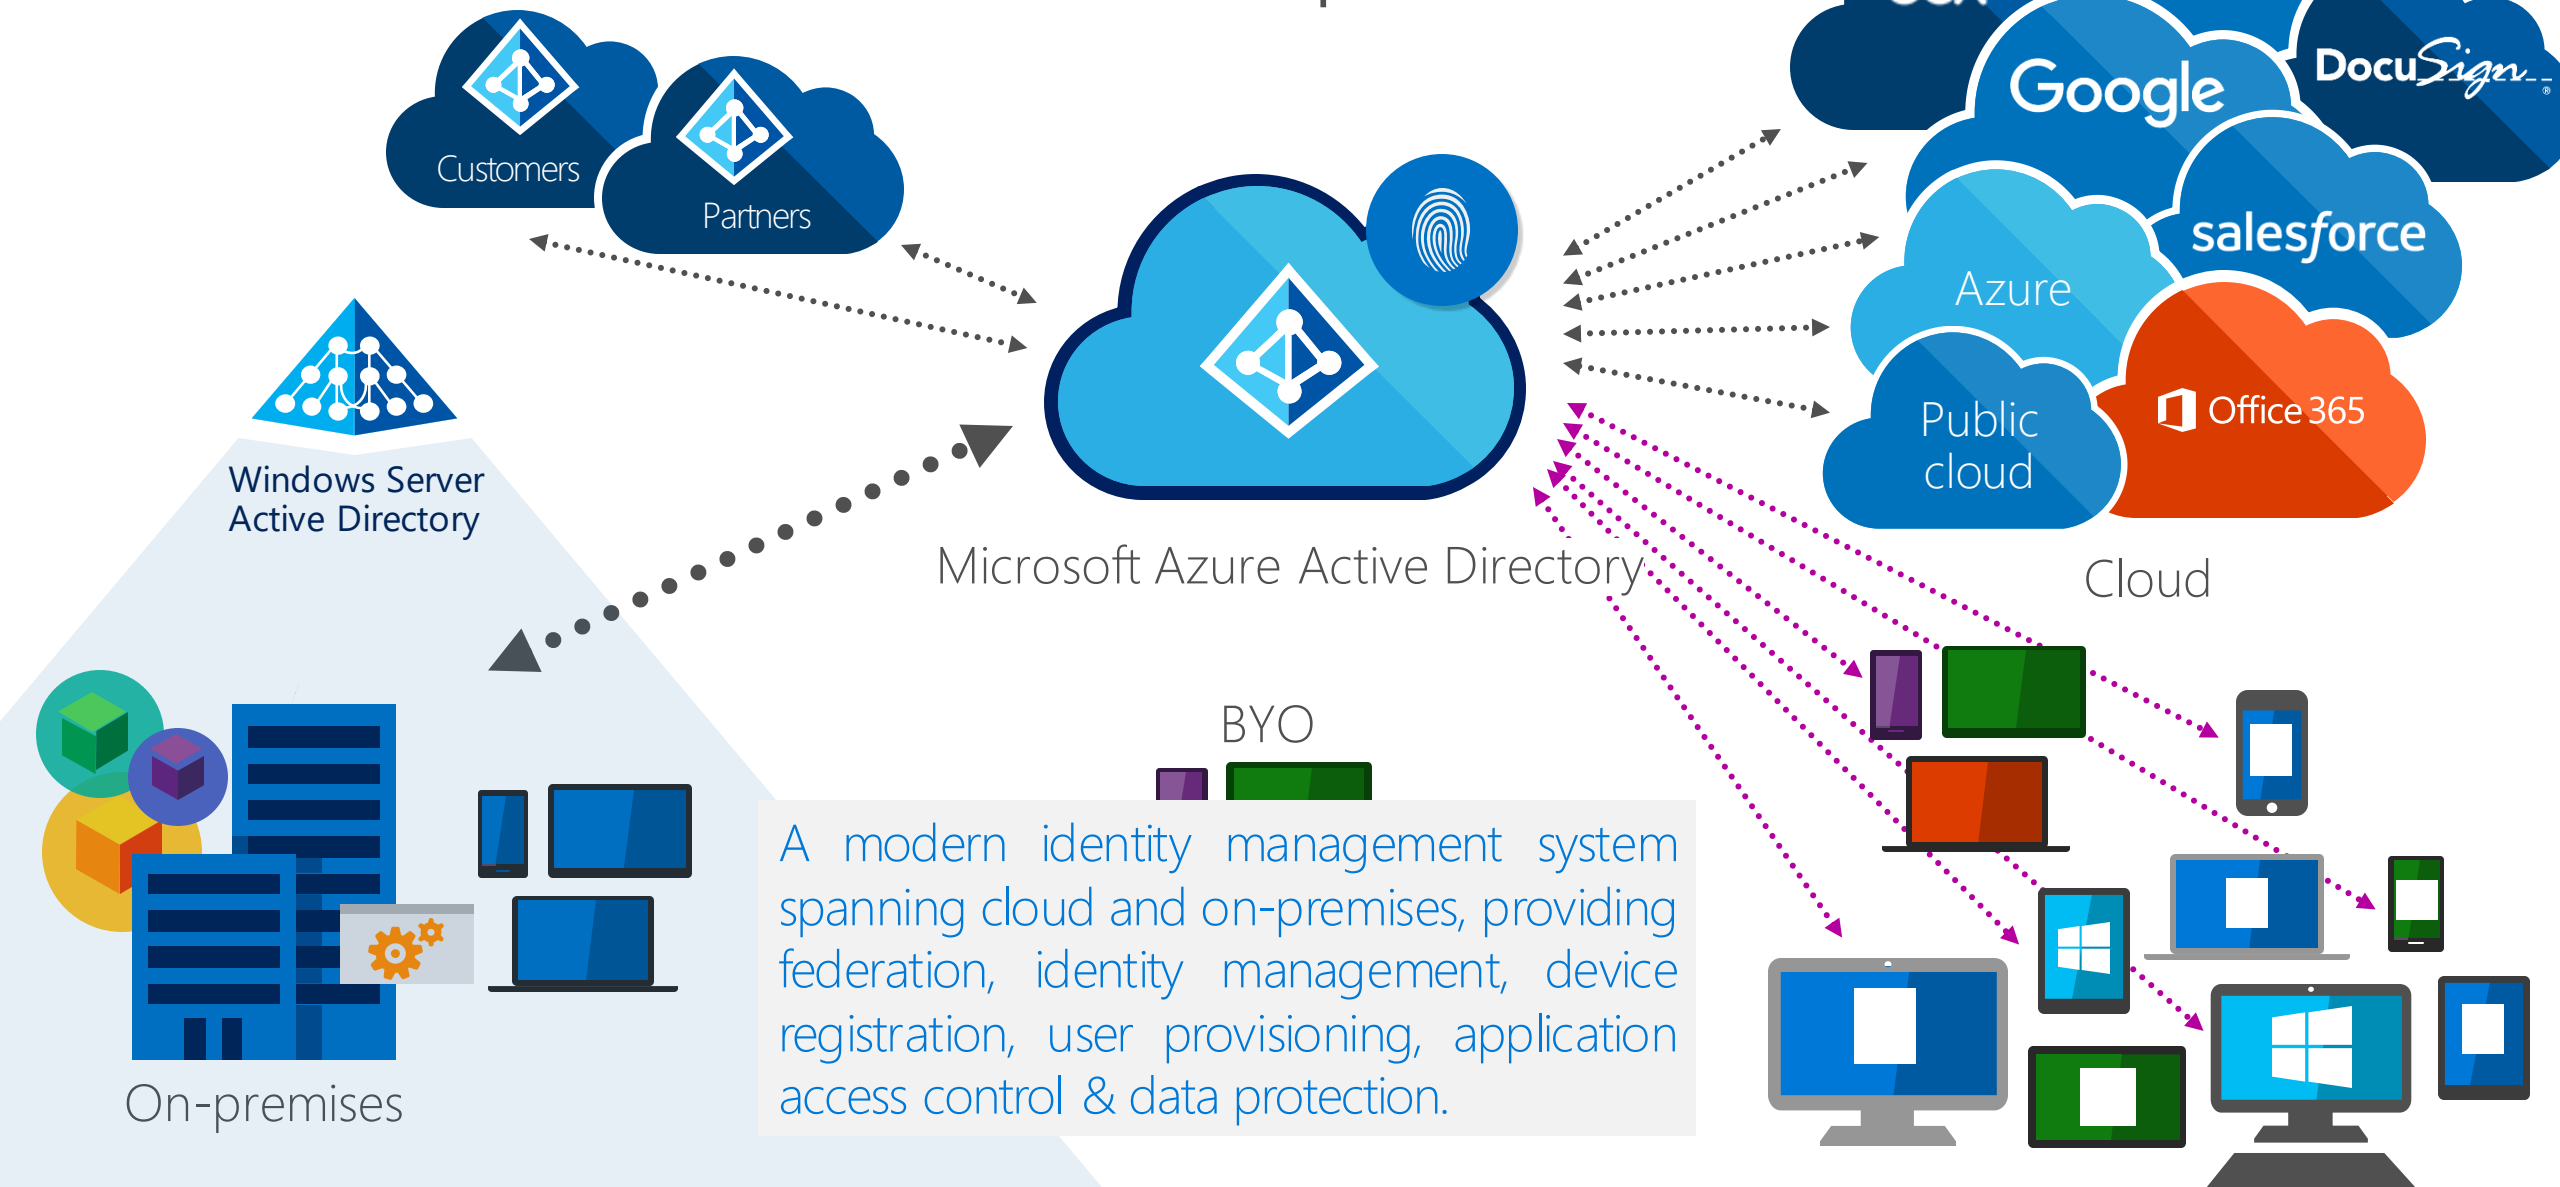 Google
DocuSign
Customers
Partners
salesforce
Azure
Public
cloud
Office 365
Windows Server
Active Directory
Microsoft Azure Active Directory
Cloud
BYO
A modern identity management system
spanning cloud and on-premises, providing
federation, identity management, device
registration, user provisioning, application
access control & data protection.
On-premises